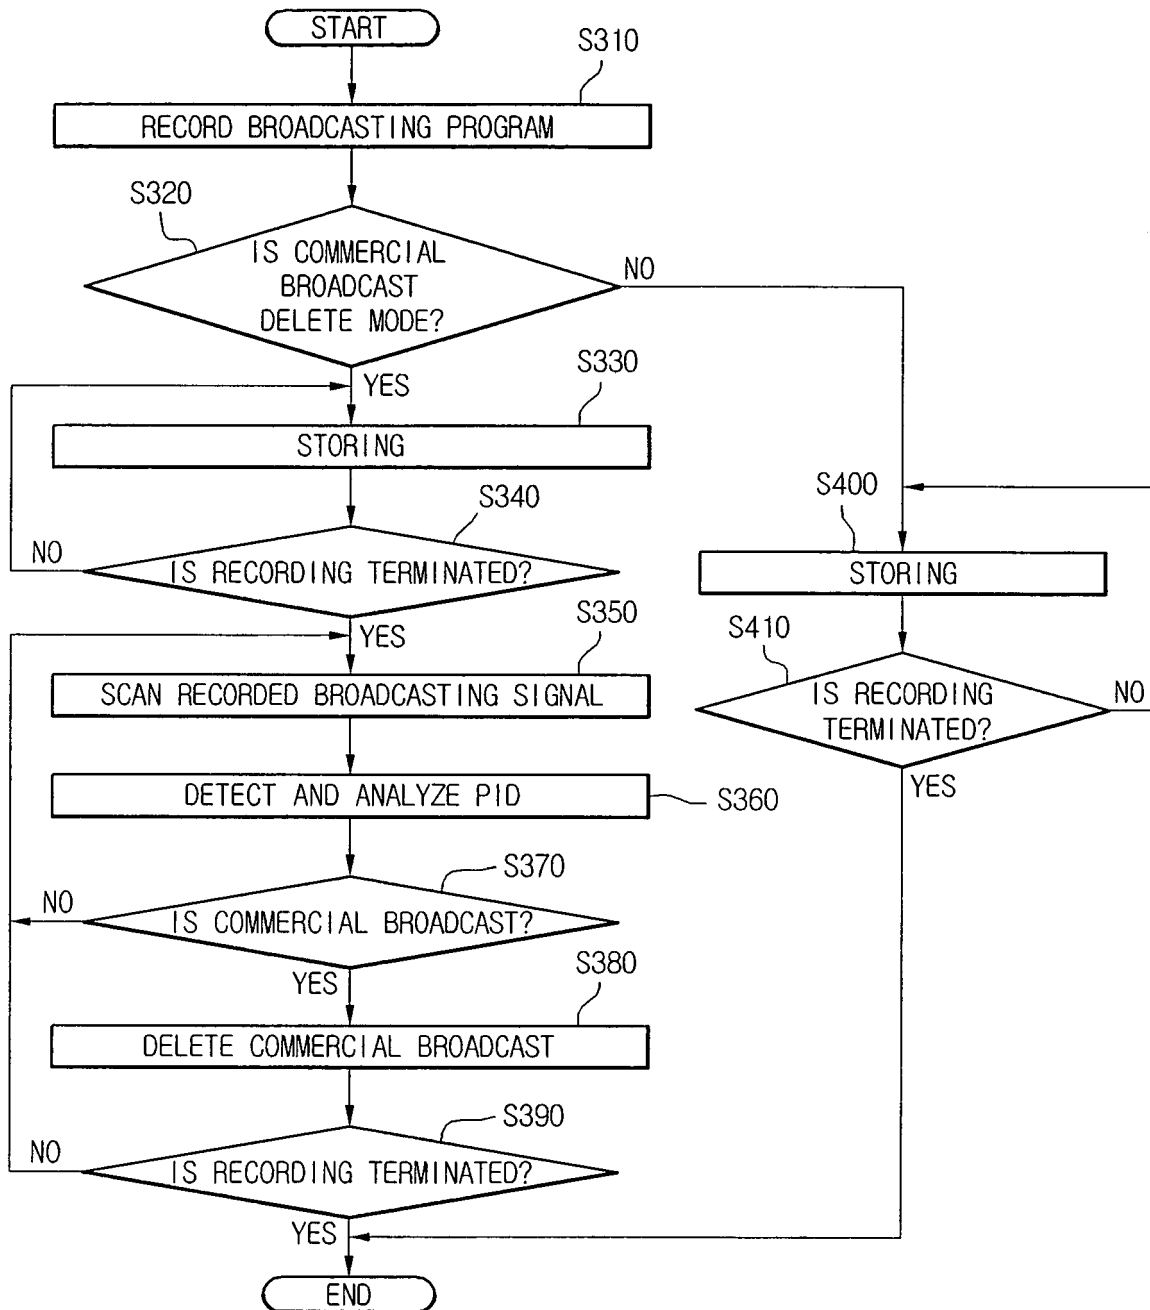 START
S310
RECORD BROADCASTING PROGRAM
S320
IS COMMERCIAL
BROADCAST
DELETE MODE?
NO
YES
S330
STORING
S340
NO
IS RECORDING TERMINATED?
YES
S350
SCAN RECORDED BROADCASTING SIGNAL
DETECT AND ANALYZE PID
S360
S370
NO
IS COMMERCIAL BROADCAST?
YES
S380
DELETE COMMERCIAL BROADCAST
S390
NO
IS RECORDING TERMINATED?
YES
END
S400
STORING
S410
IS RECORDING
TERMINATED?
NO
YES